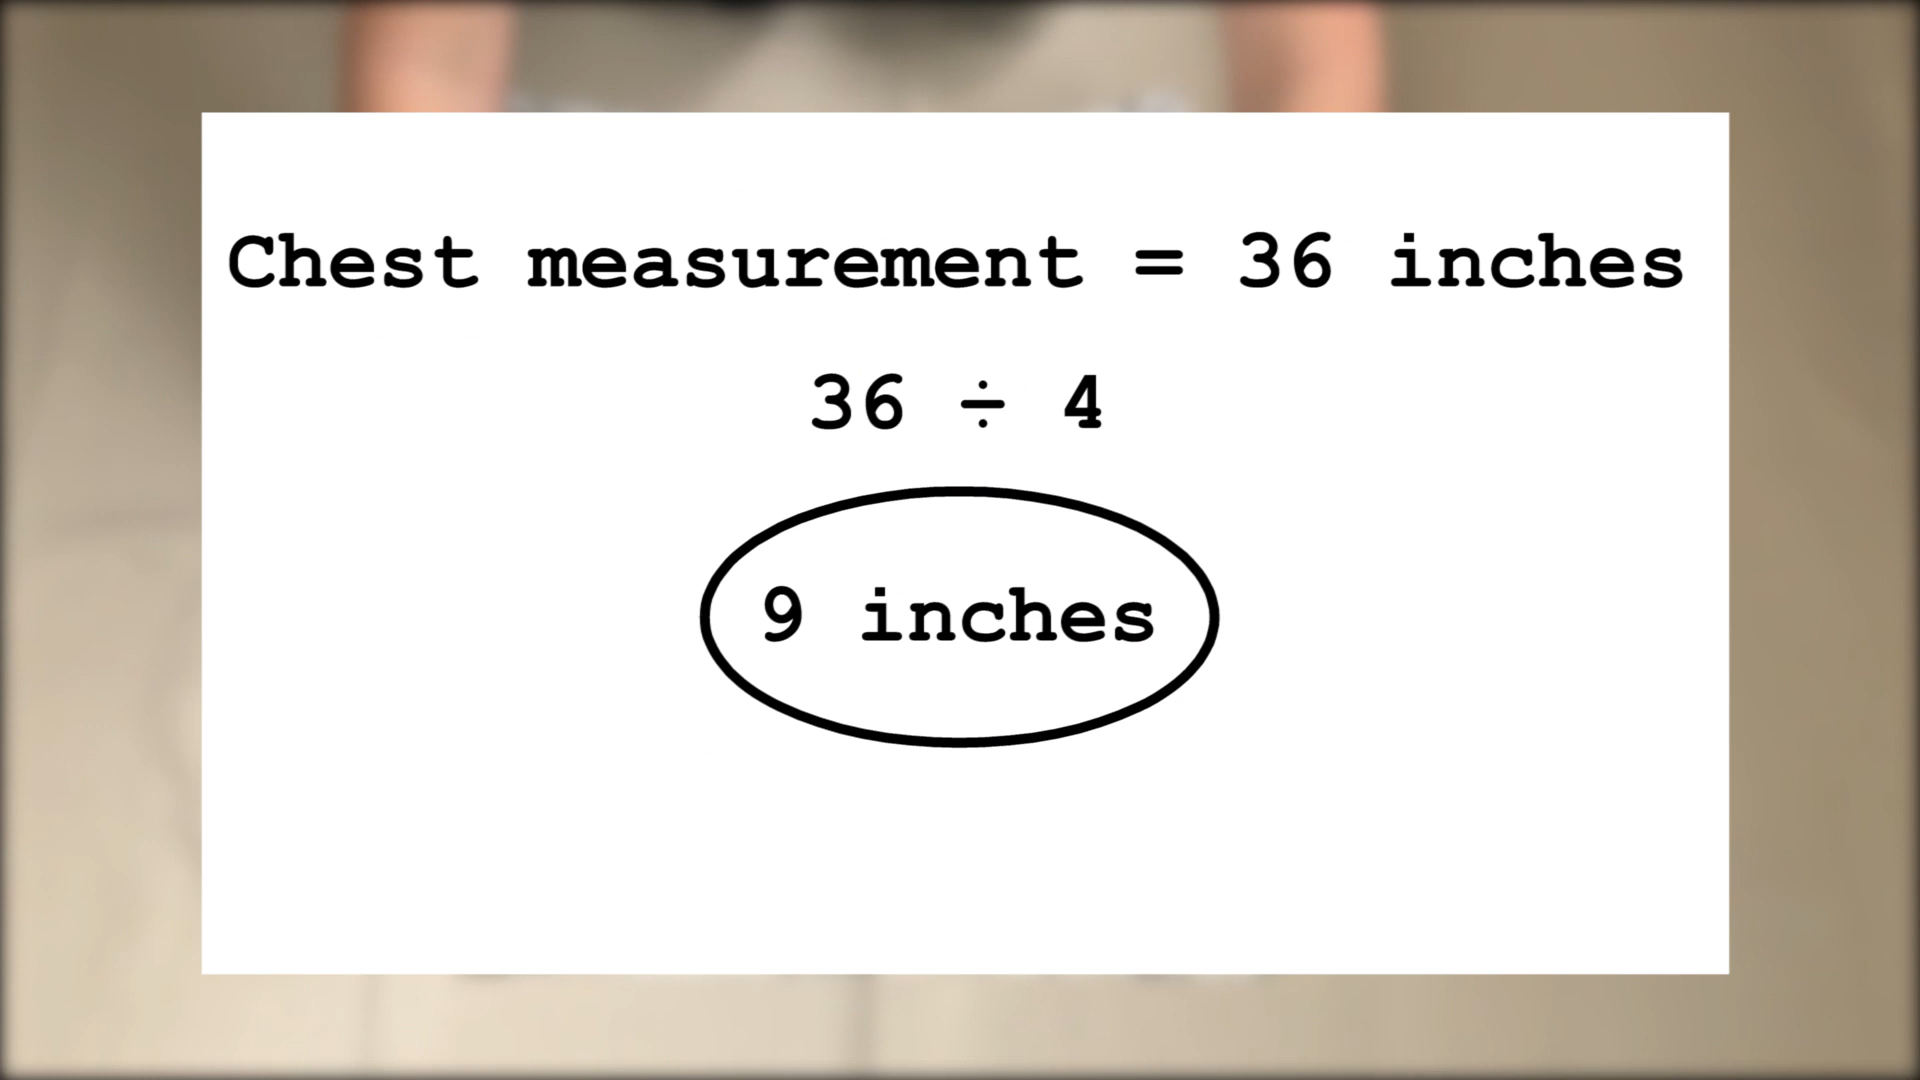 Chest measurement = 36 inches
36 ÷ 4
9 inches